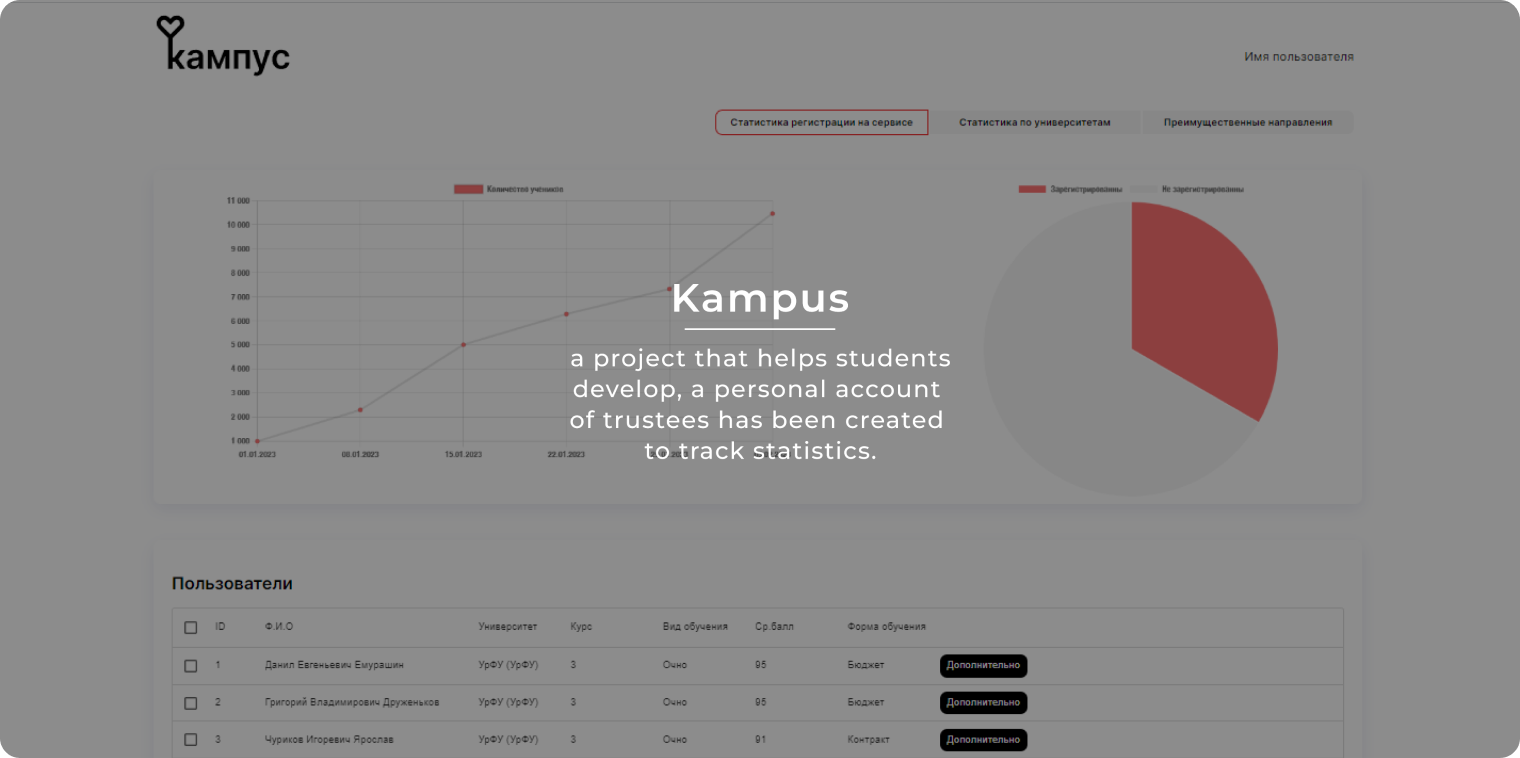 кампус
Имя пользователя
Статистика регистрации на сервисе
Статистика по университетам
Преимущественные направления
Количество учеников
11 000
10 000
9 000
8 000
7 000
6 000
5 000
4 000
3 000
2 000
1 000
01.01.2023 08.01.2023 15.01.2023 22.01.2023
Зарегистрированны Не зарегистрированны
Kampus
a project that helps students
develop, a personal account
of trustees has been created
to track statistics.
Пользователи
ID Ф.И.О Университет Курс Вид обучения Ср.балл Форма обучения
1 Данил Евгеньевич Емурашин УрФУ (УрФУ) 3 Очно 95 Бюджет Дополнительно
2 Григорий Владимирович Друженьков УрФУ (УрФУ) 3 Очно 95 Бюджет Дополнительно
3 Чуриков Игоревич Ярослав УрФУ (УрФУ) 3 Очно 91 Контракт Дополнительно